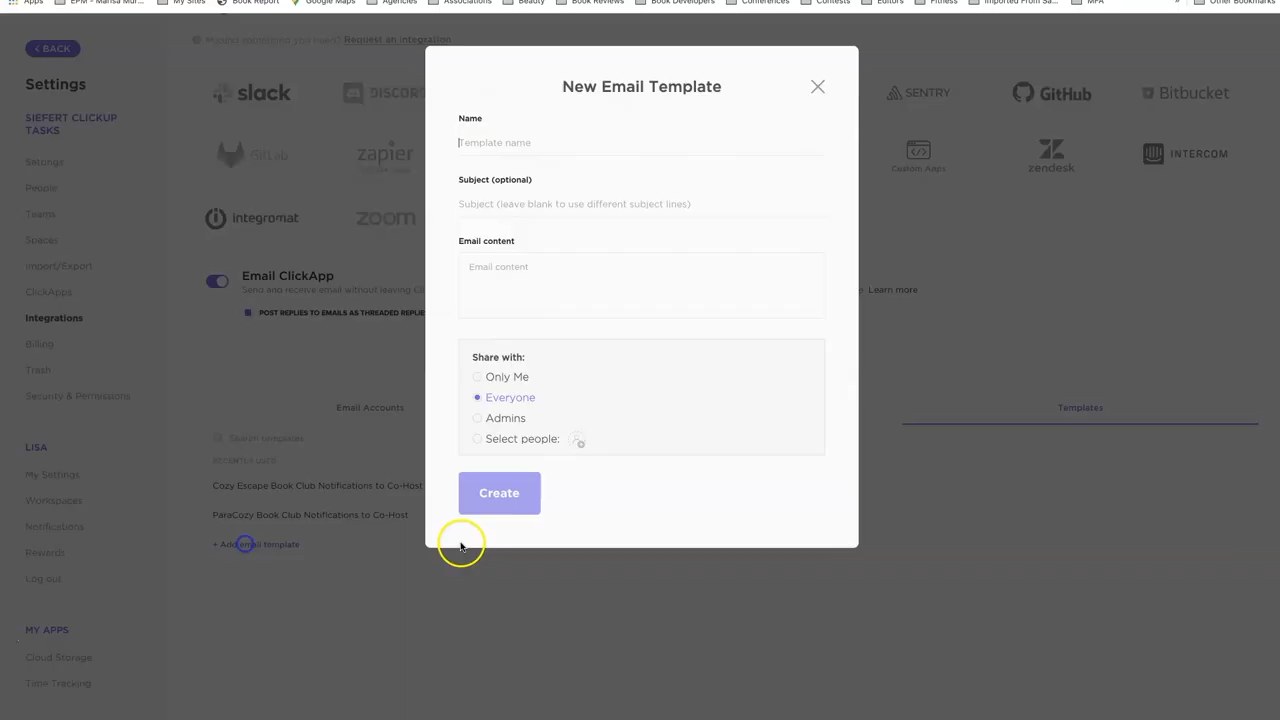 Apps
EPM – Marisa Mur...
My Sites
Book Report
Google Maps
Agencies
Associations
Beauty
Book Reviews
Book Developers
Conferences
Contests
Editors
Fitness
Imported From Sa...
MFA
»
Other Bookmarks
Request an integration
< BACK
Settings
SIEFERT CLICKUP
TASKS
Settings
People
Teams
Spaces
Import/Export
ClickApps
Integrations
Billing
Trash
Security & Permissions
LISA
My Settings
Workspaces
Notifications
Rewards
Log out
MY APPS
Cloud Storage
Time Tracking
slack
DISCORD
SENTRY
GitHub
Bitbucket
GitLab
zapier
Custom Apps
zendesk
INTERCOM
integromat
zoom
Email ClickApp
Send and receive email without leaving
Learn more
POST REPLIES TO EMAILS AS THREADED REPLIES
Email Accounts
Templates
Search templates
RECENTLY USED
Cozy Escape Book Club Notifications to Co-Host
ParaCozy Book Club Notifications to Co-Host
+ Add email template
New Email Template
Name
Template name
Subject (optional)
Subject (leave blank to use different subject lines)
Email content
Email content
Share with:
Only Me
Everyone
Admins
Select people:
Create